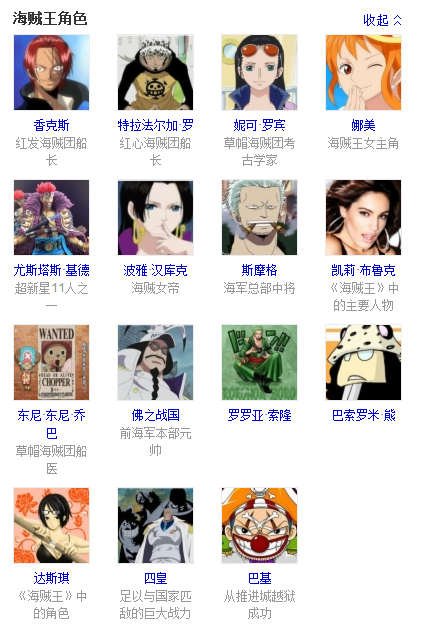 海贼王角色 收起
香克斯 特拉法尔加·罗 妮可·罗宾 娜美
红发海贼团船 红心海贼团船 草帽海贼团考 海贼王女主角
长 长 古学家
尤斯塔斯·基德 波雅·汉库克 斯摩格 凯莉·布鲁克
超新星11人之 海贼女帝 海军总部中将 《海贼王》中
一 的主要人物
WANTED
DEAD OR ALIVE
CHOPPER
东尼·东尼·乔 佛之战国 罗罗亚·索隆 巴索罗米·熊
巴 前海军本部元
草帽海贼团船 帅
医
达斯琪 四皇 巴基
《海贼王》中 足以与国家匹 从推进城越狱
的角色 敌的巨大战力 成功